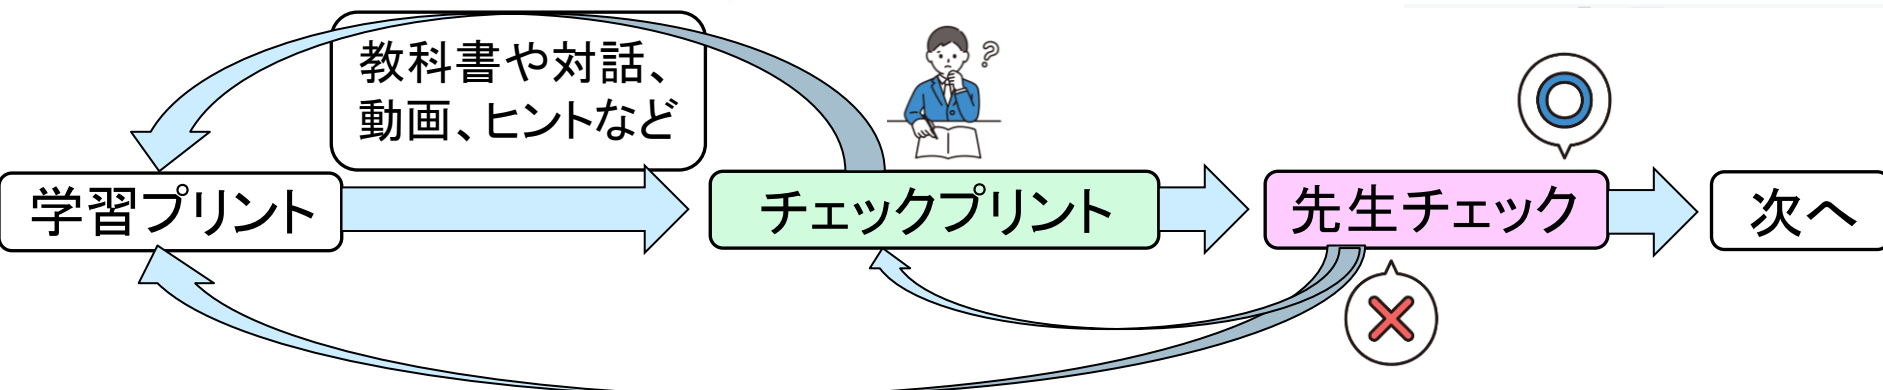 教科書や対話、
動画、ヒントなど
?
学習プリント
チェックプリント
先生チェック
次へ